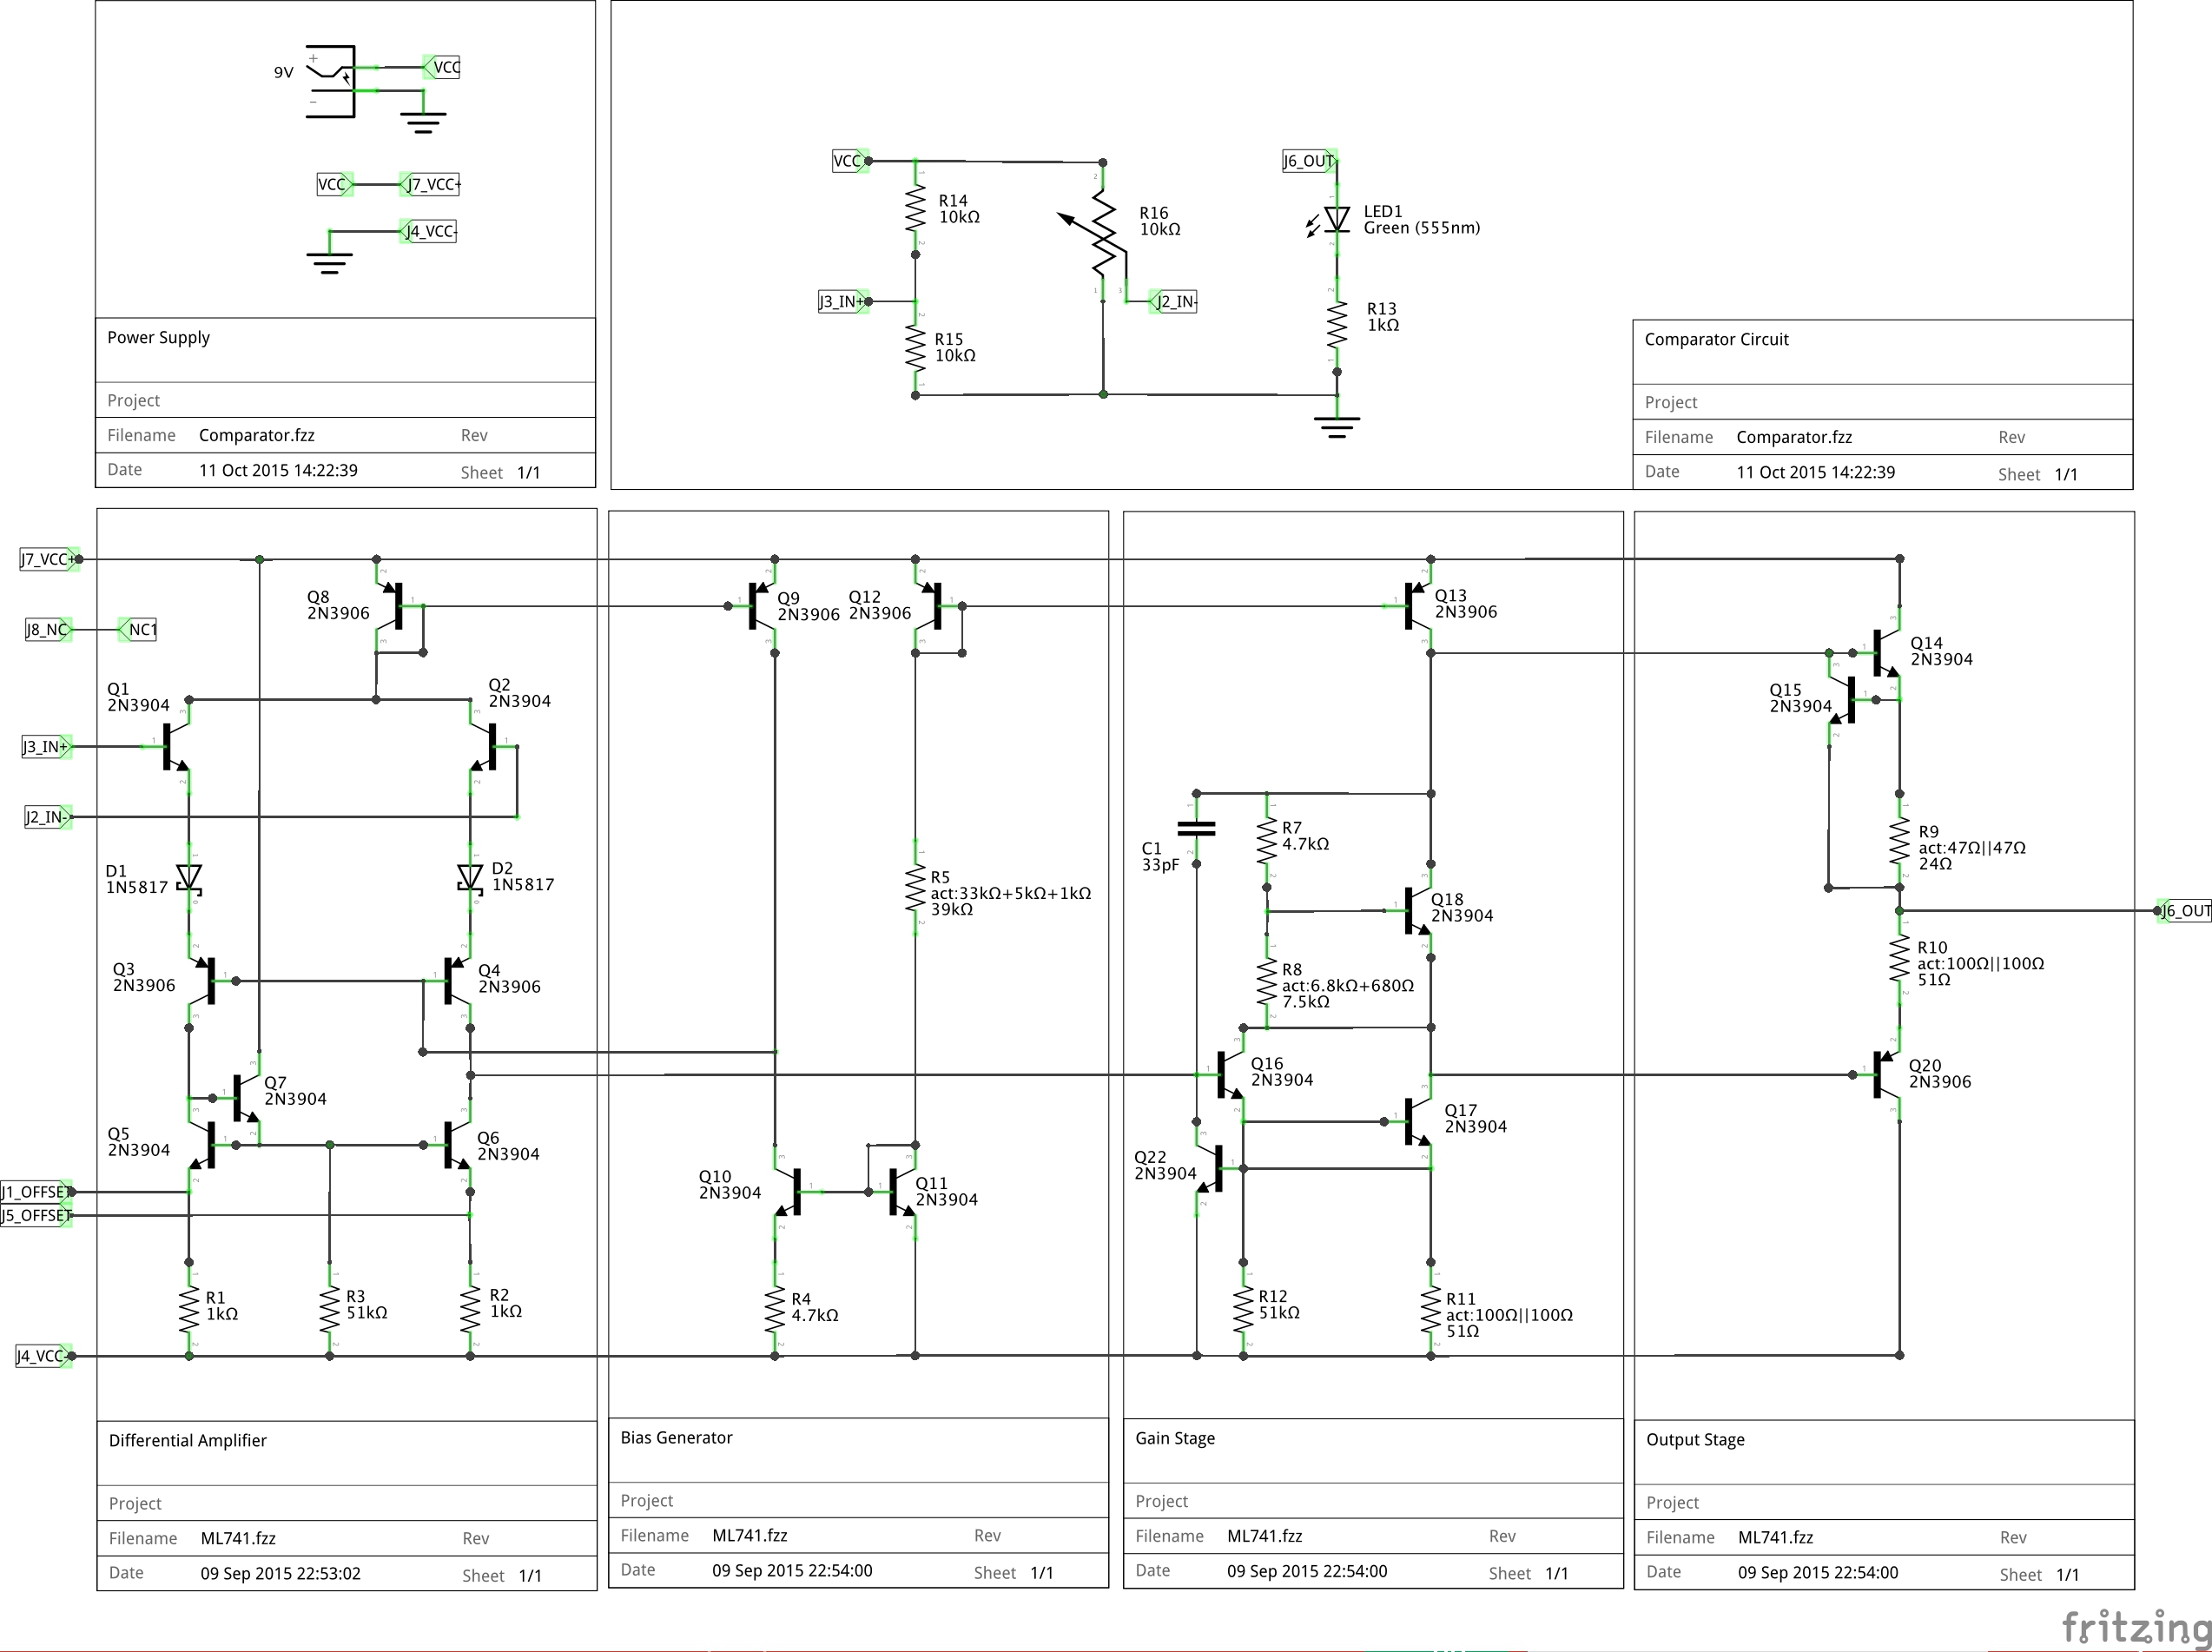 9V
+
-
VCC
VCC
J7_VCC+
J4_VCC-
Power Supply
Project
Filename Comparator.fzz Rev
Date 11 Oct 2015 14:22:39 Sheet 1/1
VCC
R14
10kΩ
J3_IN+
R15
10kΩ
R16
10kΩ
J2_IN-
J6_OUT
LED1
Green (555nm)
R13
1kΩ
Comparator Circuit
Project
Filename Comparator.fzz Rev
Date 11 Oct 2015 14:22:39 Sheet 1/1
J7_VCC+
J8_NC
NC1
J3_IN+
J2_IN-
J1_OFFSET
J5_OFFSET
J4_VCC-
Q8
2N3906
Q1
2N3904
Q2
2N3904
D1
1N5817
D2
1N5817
Q3
2N3906
Q4
2N3906
Q7
2N3904
Q5
2N3904
Q6
2N3904
R1
1kΩ
R3
51kΩ
R2
1kΩ
Differential Amplifier
Project
Filename ML741.fzz Rev
Date 09 Sep 2015 22:53:02 Sheet 1/1
Q9
2N3906
Q12
2N3906
R5
act:33kΩ+5kΩ+1kΩ
39kΩ
Q10
2N3904
Q11
2N3904
R4
4.7kΩ
Bias Generator
Project
Filename ML741.fzz Rev
Date 09 Sep 2015 22:54:00 Sheet 1/1
Q13
2N3906
C1
33pF
R7
4.7kΩ
Q18
2N3904
R8
act:6.8kΩ+680Ω
7.5kΩ
Q16
2N3904
Q17
2N3904
Q22
2N3904
R12
51kΩ
R11
act:100Ω||100Ω
51Ω
Gain Stage
Project
Filename ML741.fzz Rev
Date 09 Sep 2015 22:54:00 Sheet 1/1
Q14
2N3904
Q15
2N3904
R9
act:47Ω||47Ω
24Ω
J6_OUT
R10
act:100Ω||100Ω
51Ω
Q20
2N3906
Output Stage
Project
Filename ML741.fzz Rev
Date 09 Sep 2015 22:54:00 Sheet 1/1
fritzing